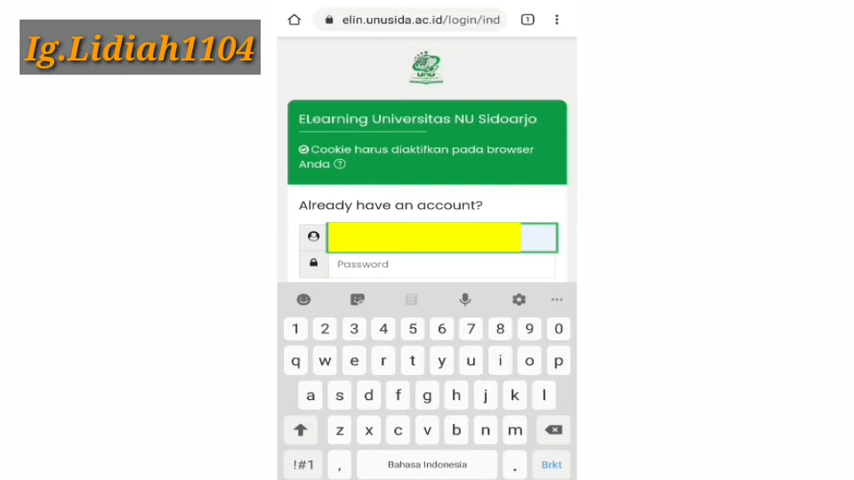 Ig.Lidiah1104
elin.unusida.ac.id/login/ind
1
UNU
ELearning Universitas NU Sidoarjo
Cookie harus diaktifkan pada browser
Anda ?
Already have an account?
Password
1 2 3 4 5 6 7 8 9 0
q w e r t y u i o p
a s d f g h j k l
z x c v b n m
!#1 , Bahasa Indonesia . Brkt